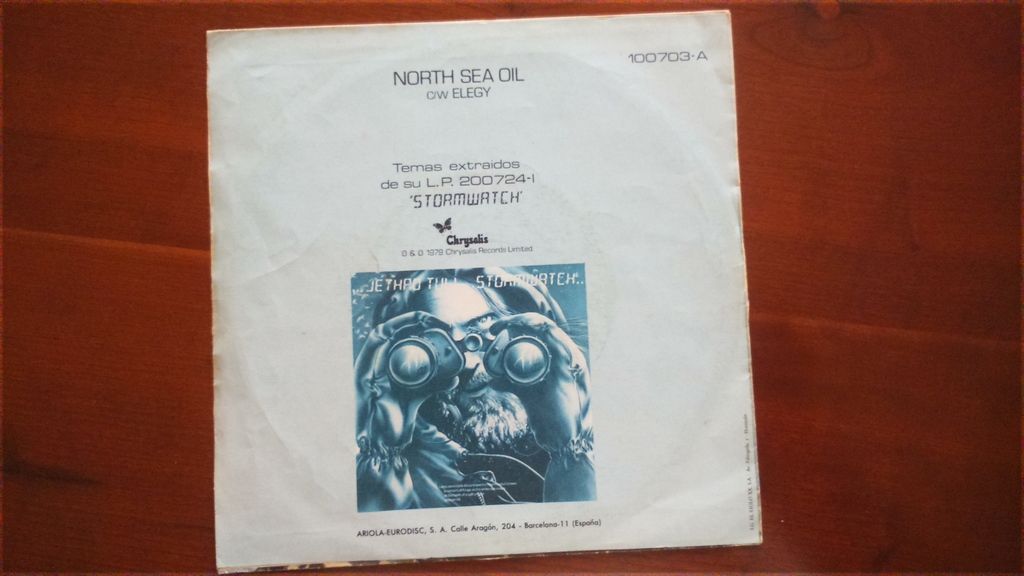 NORTH SEA OIL
C/W ELEGY
100703-A
Temas extraidos
de su L.P. 200724-I
'STORMWATCH'
Chrysalis
℗ & © 1979 Chrysalis Records Limited
JETHRO TULL STORMWATCH..
ARIOLA-EURODISC, S. A. Calle Aragón, 204 - Barcelona-11 (España)